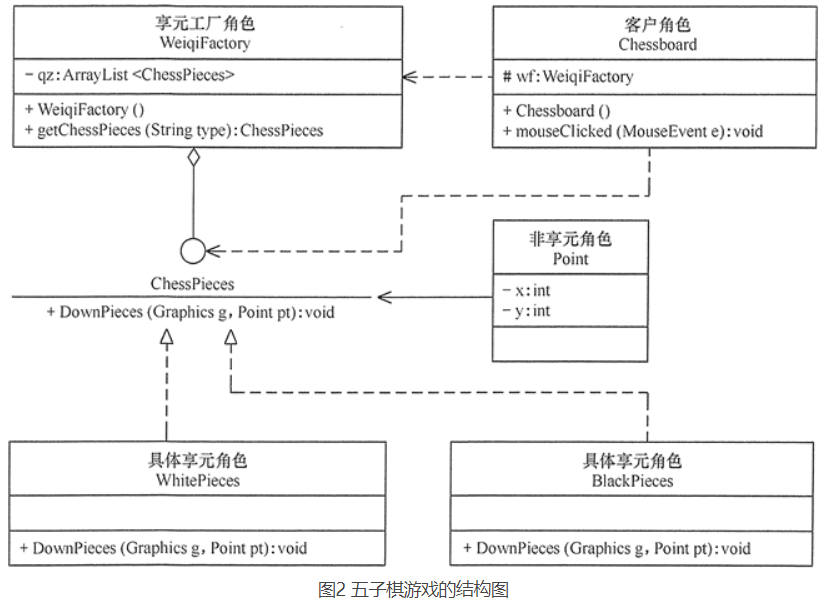 享元工厂角色
WeiqiFactory
- qz:ArrayList <ChessPieces>
+ WeiqiFactory ()
+ getChessPieces (String type):ChessPieces
客户角色
Chessboard
# wf:WeiqiFactory
+ Chessboard ()
+ mouseClicked (MouseEvent e):void
ChessPieces
+ DownPieces (Graphics g, Point pt):void
非享元角色
Point
- x:int
- y:int
具体享元角色
WhitePieces
+ DownPieces (Graphics g, Point pt):void
具体享元角色
BlackPieces
+ DownPieces (Graphics g, Point pt):void
图2 五子棋游戏的结构图